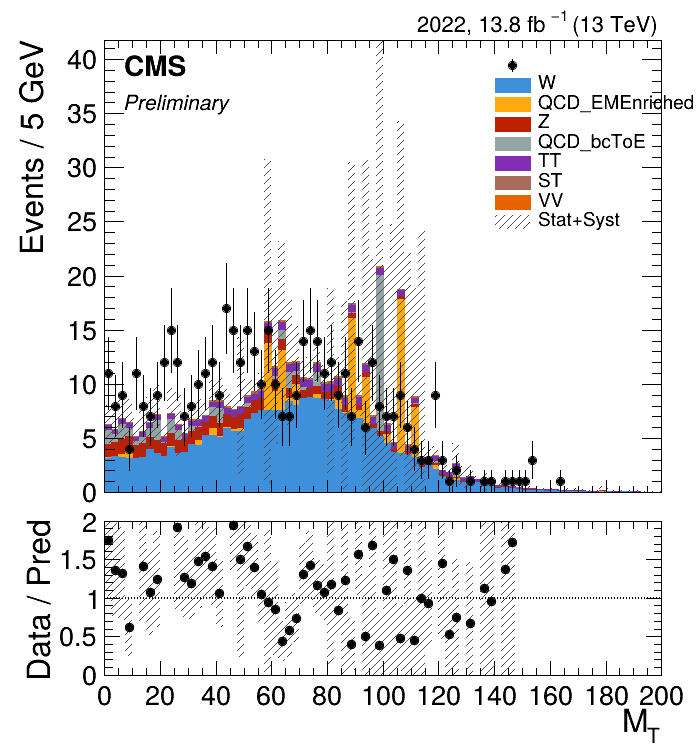 2022, 13.8 fb⁻¹ (13 TeV)
Events / 5 GeV
40
35
30
25
20
15
10
5
0
CMS
Preliminary
W
QCD_EMEnriched
Z
QCD_bcToE
TT
ST
VV
Stat+Syst
Data / Pred
2
1.5
1
0.5
0
0 20 40 60 80 100 120 140 160 180 200
M_T